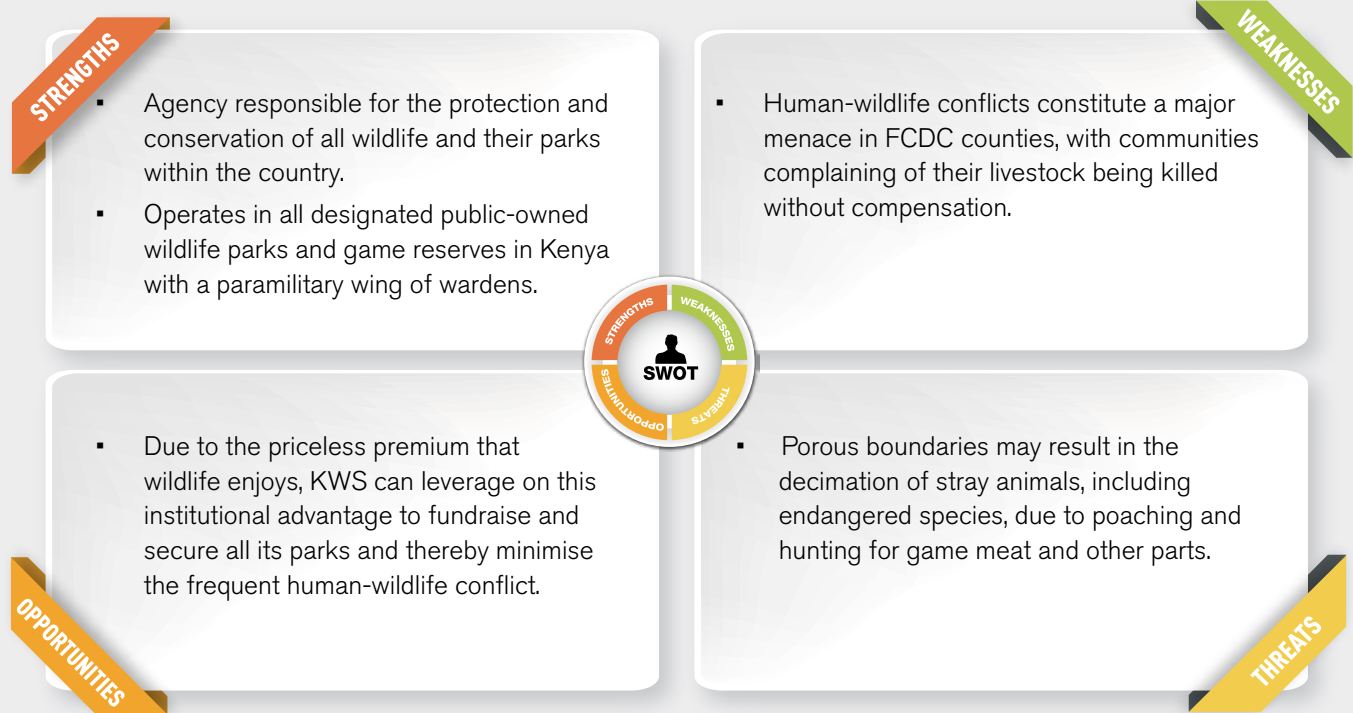 STRENGTHS
▪ Agency responsible for the protection and
conservation of all wildlife and their parks
within the country.
▪ Operates in all designated public-owned
wildlife parks and game reserves in Kenya
with a paramilitary wing of wardens.
WEAKNESSES
▪ Human-wildlife conflicts constitute a major
menace in FCDC counties, with communities
complaining of their livestock being killed
without compensation.
STRENGTHS
WEAKNESSES
SWOT
OPPORTUNITIES
THREATS
▪ Due to the priceless premium that
wildlife enjoys, KWS can leverage on this
institutional advantage to fundraise and
secure all its parks and thereby minimise
the frequent human-wildlife conflict.
OPPORTUNITIES
▪ Porous boundaries may result in the
decimation of stray animals, including
endangered species, due to poaching and
hunting for game meat and other parts.
THREATS